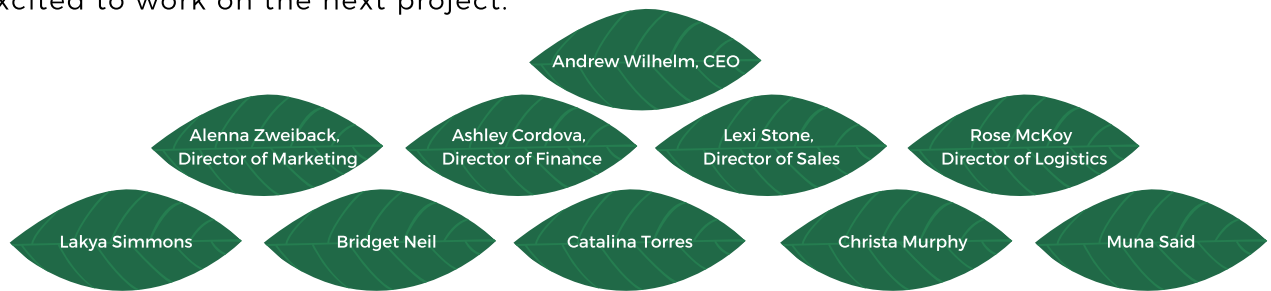 xcited to work on the next project.
Andrew Wilhelm, CEO
Alenna Zweiback,
Director of Marketing
Ashley Cordova,
Director of Finance
Lexi Stone,
Director of Sales
Rose McKoy
Director of Logistics
Lakya Simmons
Bridget Neil
Catalina Torres
Christa Murphy
Muna Said